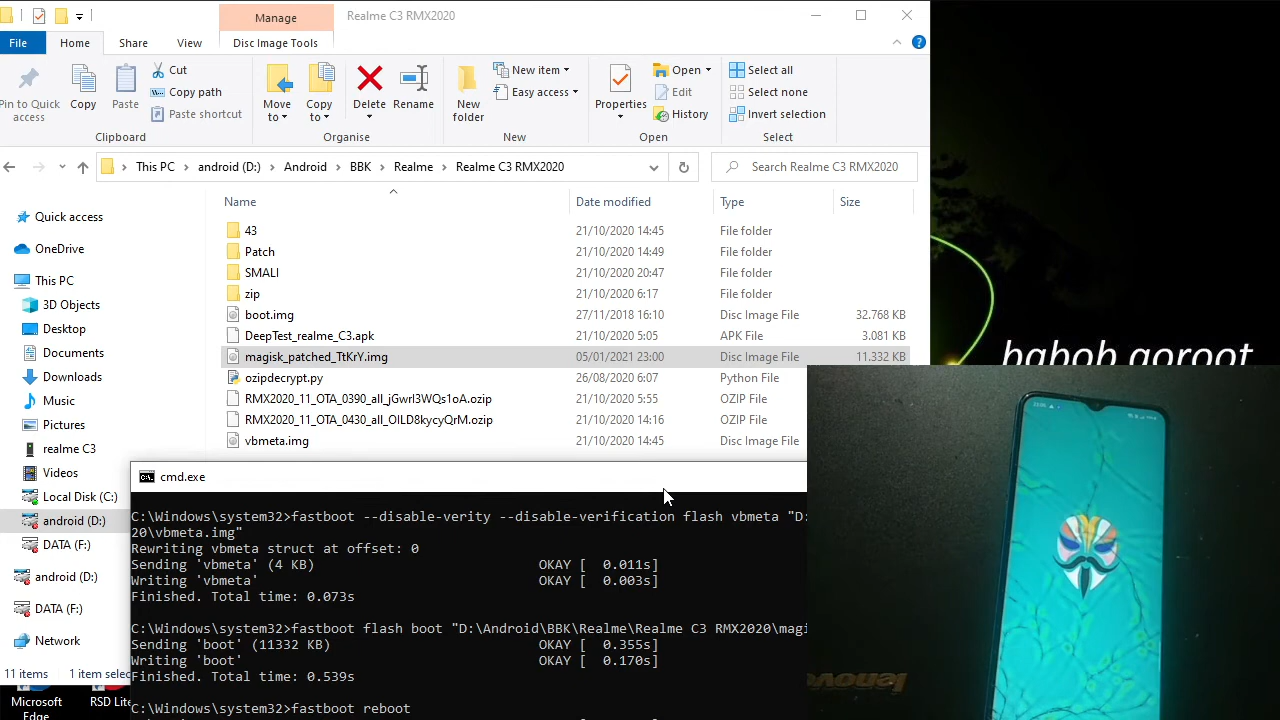 Manage
Realme C3 RMX2020
File
Home
Share
View
Disc Image Tools
Pin to Quick access
Copy
Paste
Cut
Copy path
Paste shortcut
Clipboard
Move to
Copy To
Delete
Rename
Organise
New folder
New item
Easy access
New
Properties
Open
Edit
History
Open
Select all
Select none
Invert selection
Select
This PC > android (D:) > Android > BBK > Realme > Realme C3 RMX2020
Search Realme C3 RMX2020
Quick access
OneDrive
This PC
3D Objects
Desktop
Documents
Downloads
Music
Pictures
realme C3
Videos
Local Disk (C:)
android (D:)
DATA (F:)
android (D:)
DATA (F:)
Network
Name Date modified Type Size
43 21/10/2020 14:45 File folder
Patch 21/10/2020 14:49 File folder
SMALI 21/10/2020 20:47 File folder
zip 21/10/2020 6:17 File folder
boot.img 27/11/2018 16:10 Disc Image File 32.768 KB
DeepTest_realme_C3.apk 21/10/2020 5:05 APK File 3.081 KB
magisk_patched_TtKrY.img 05/01/2021 23:00 Disc Image File 11.332 KB
ozipdecrypt.py 26/08/2020 6:07 Python File
RMX2020_11_OTA_0390_all_jGwrI3WQs1oA.ozip 21/10/2020 5:55 OZIP File
RMX2020_11_OTA_0430_all_OILD8kycyQrM.ozip 21/10/2020 14:16 OZIP File
vbmeta.img 21/10/2020 14:45 Disc Image File
11 items 1 item selec
cmd.exe
C:\Windows\system32>fastboot --disable-verity --disable-verification flash vbmeta "D:
20\vbmeta.img"
Rewriting vbmeta struct at offset: 0
Sending 'vbmeta' (4 KB) OKAY [ 0.011s]
Writing 'vbmeta' OKAY [ 0.003s]
Finished. Total time: 0.073s
C:\Windows\system32>fastboot flash boot "D:\Android\BBK\Realme\Realme C3 RMX2020\magi
Sending 'boot' (11332 KB) OKAY [ 0.355s]
Writing 'boot' OKAY [ 0.170s]
Finished. Total time: 0.539s
C:\Windows\system32>fastboot reboot
Microsoft Edge
RSD Lite
babob goroot
lenovo